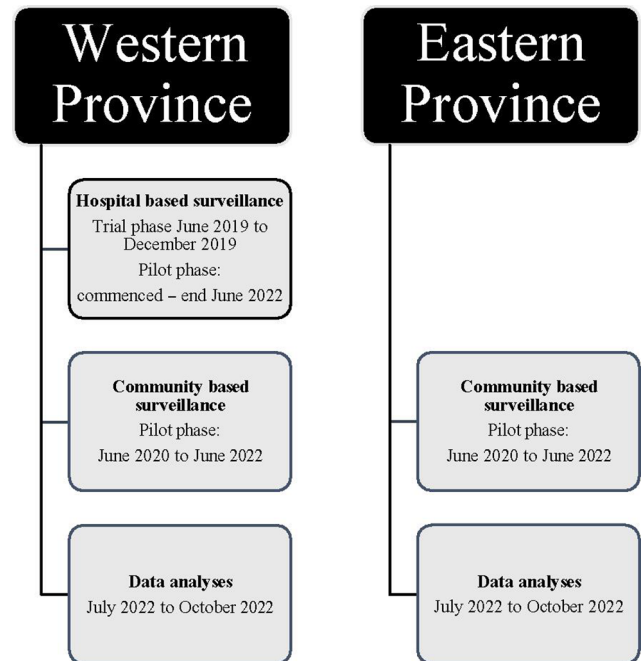 Western
Province
Hospital based surveillance
Trial phase June 2019 to
December 2019
Pilot phase:
commenced – end June 2022
Community based
surveillance
Pilot phase:
June 2020 to June 2022
Data analyses
July 2022 to October 2022
Eastern
Province
Community based
surveillance
Pilot phase:
June 2020 to June 2022
Data analyses
July 2022 to October 2022